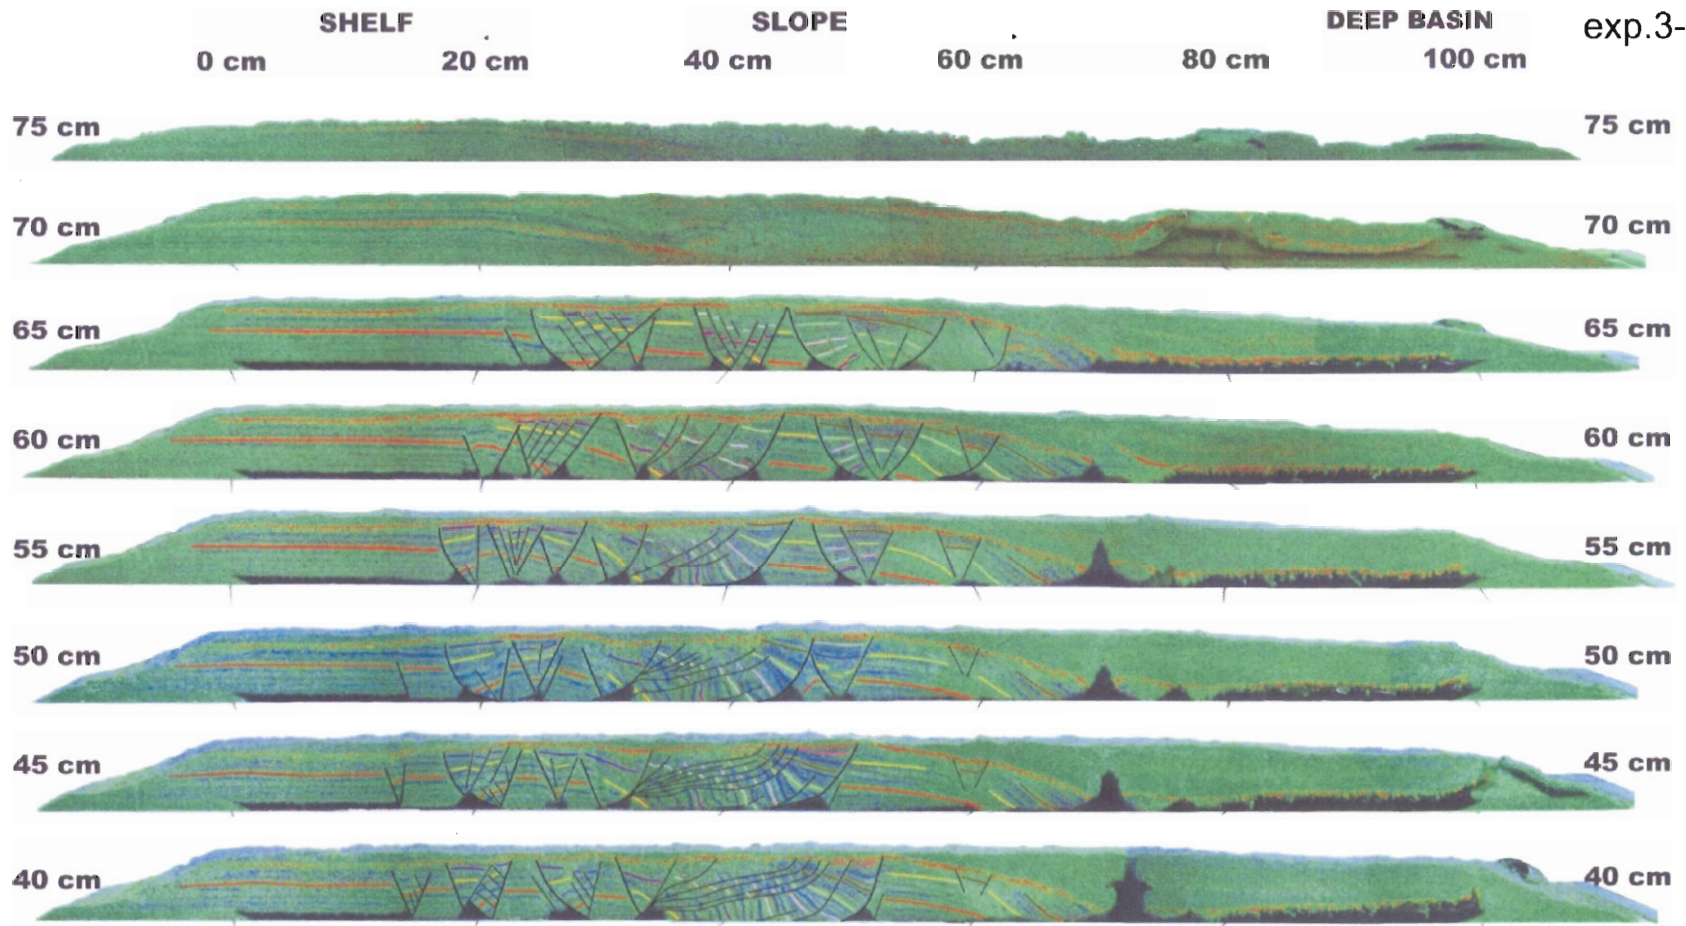 SHELF SLOPE DEEP BASIN exp.3-
0 cm 20 cm 40 cm 60 cm 80 cm 100 cm
75 cm 75 cm
70 cm 70 cm
65 cm 65 cm
60 cm 60 cm
55 cm 55 cm
50 cm 50 cm
45 cm 45 cm
40 cm 40 cm